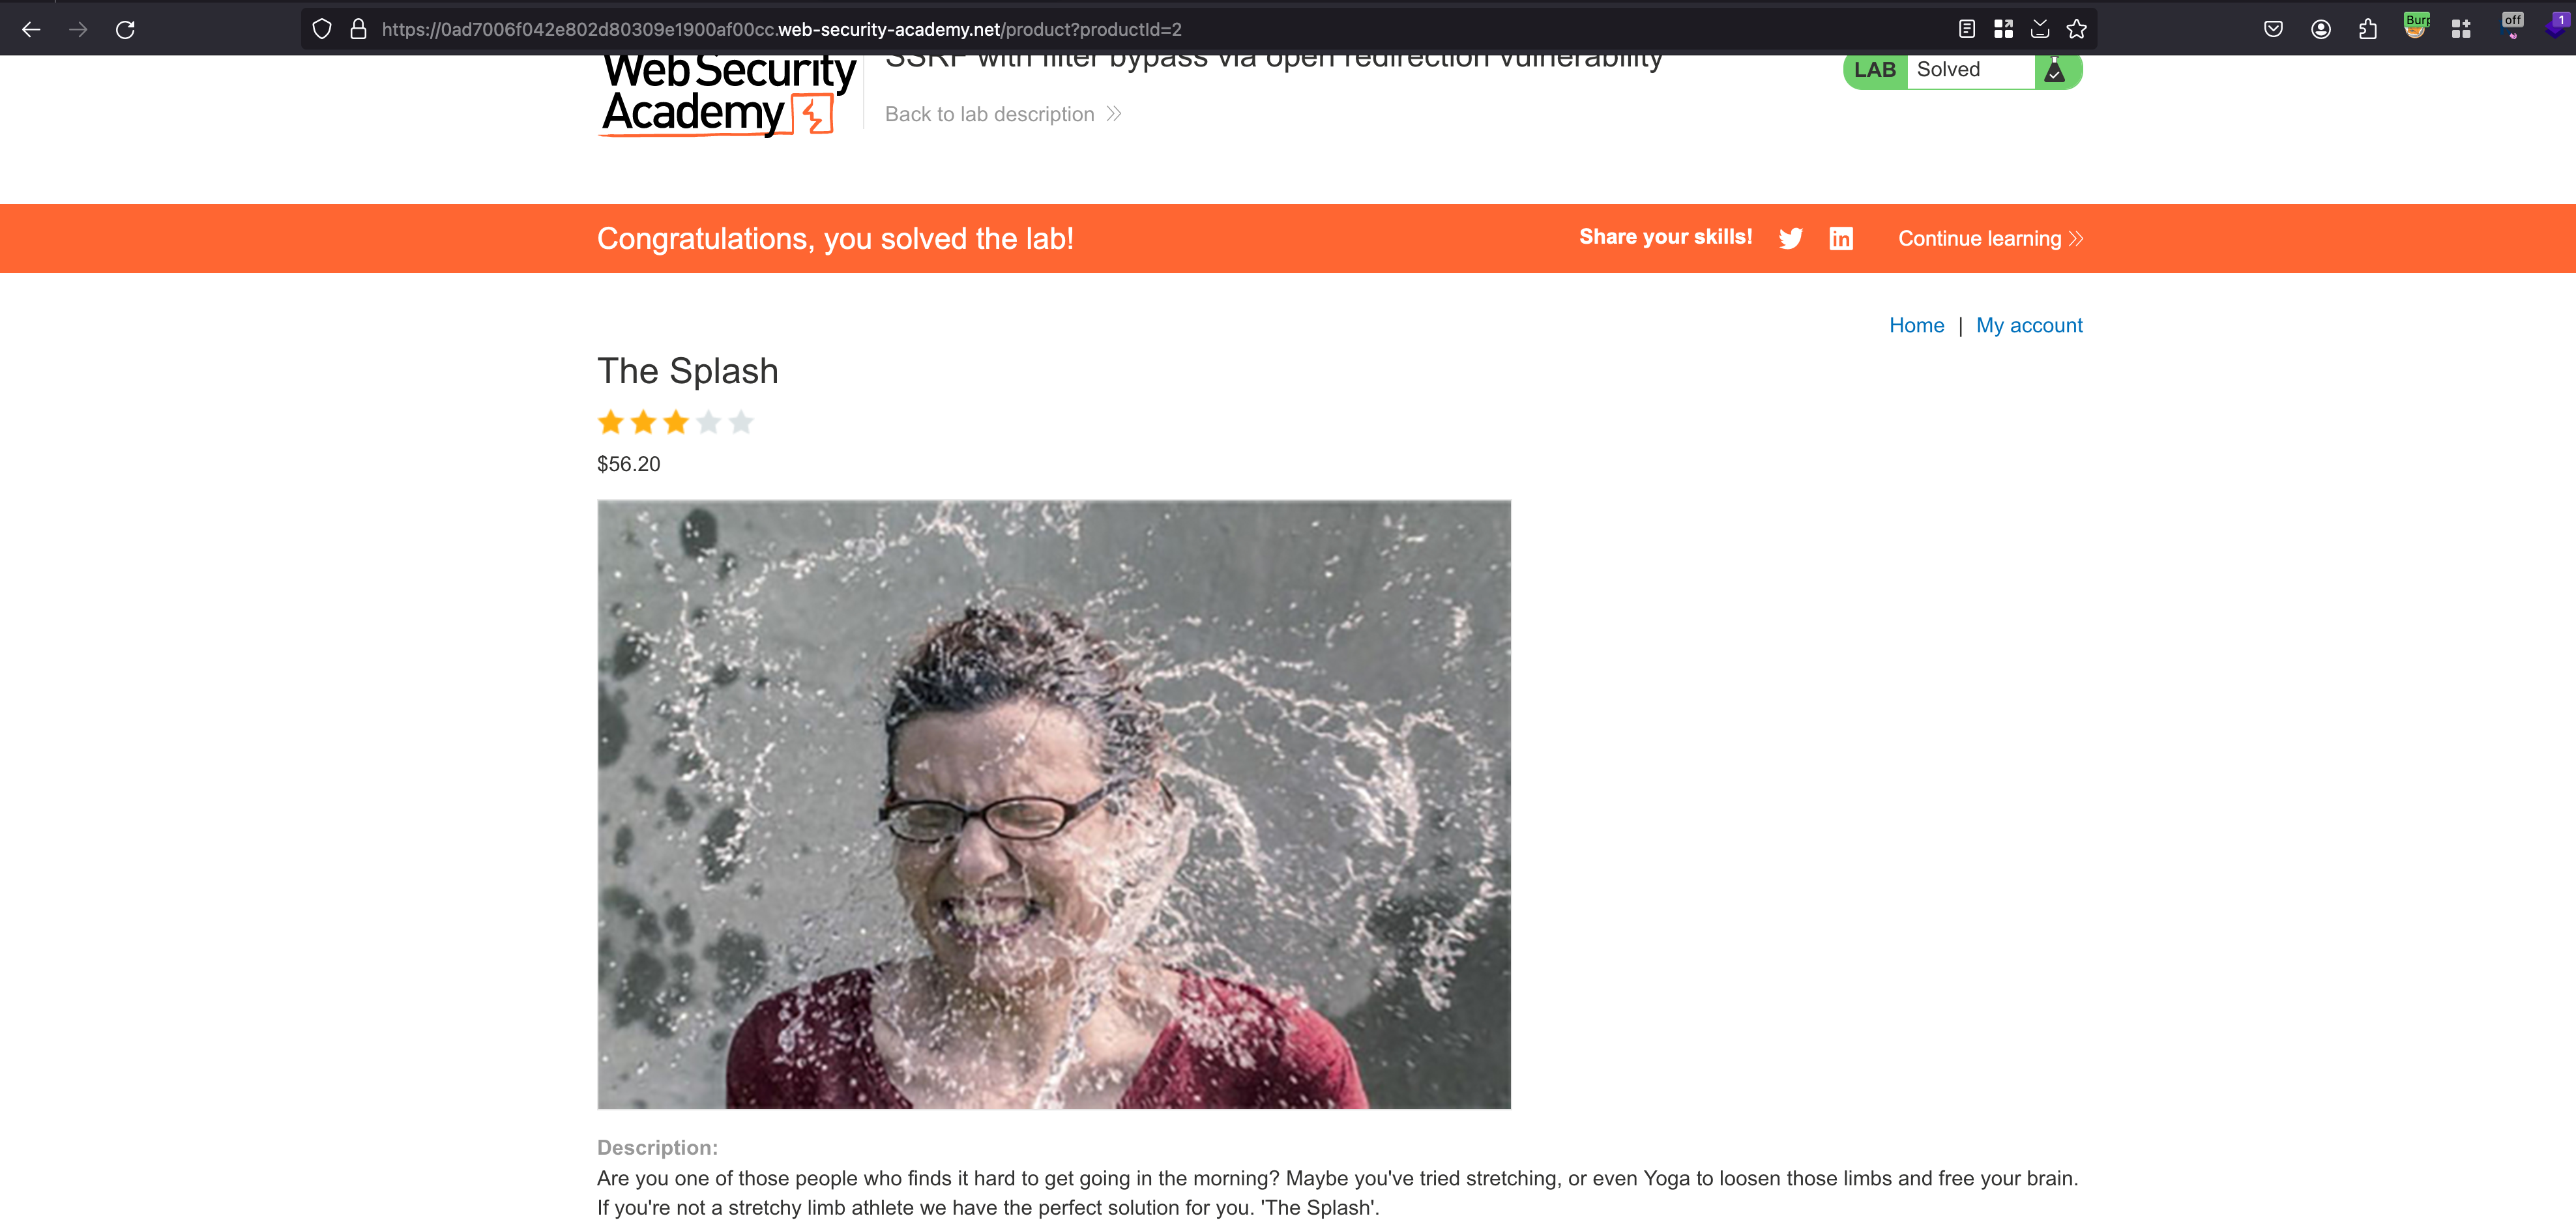 https://0ad7006f042e802d80309e1900af00cc.web-security-academy.net/product?productId=2
Burp
off
1
Web Security
Academy
SSRF with filter bypass via open redirection vulnerability
LAB Solved
Back to lab description
Congratulations, you solved the lab!
Share your skills!
in
Continue learning
Home | My account
The Splash
$56.20
Description:
Are you one of those people who finds it hard to get going in the morning? Maybe you've tried stretching, or even Yoga to loosen those limbs and free your brain.
If you're not a stretchy limb athlete we have the perfect solution for you. 'The Splash'.